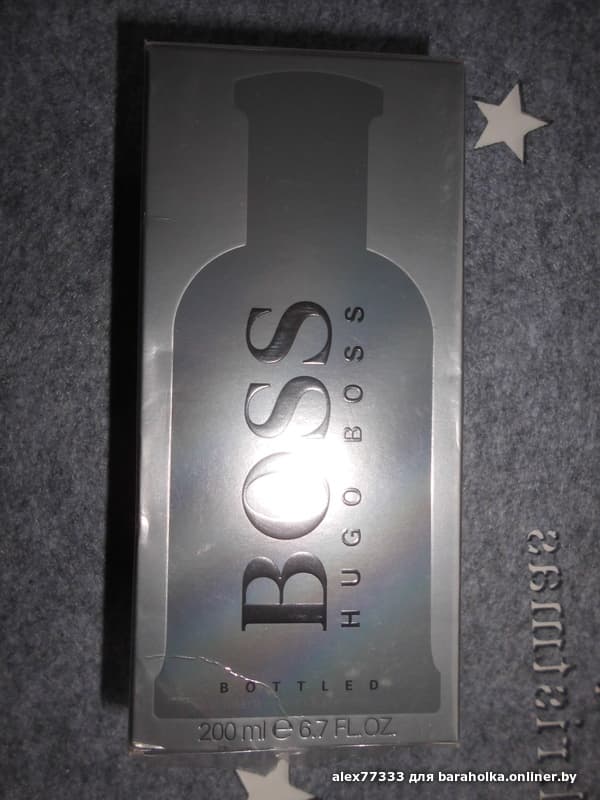 BOSS
HUGO BOSS
BOTTLED
200 ml ℮ 6.7 FL.OZ.
alex77333 для baraholka.onliner.by